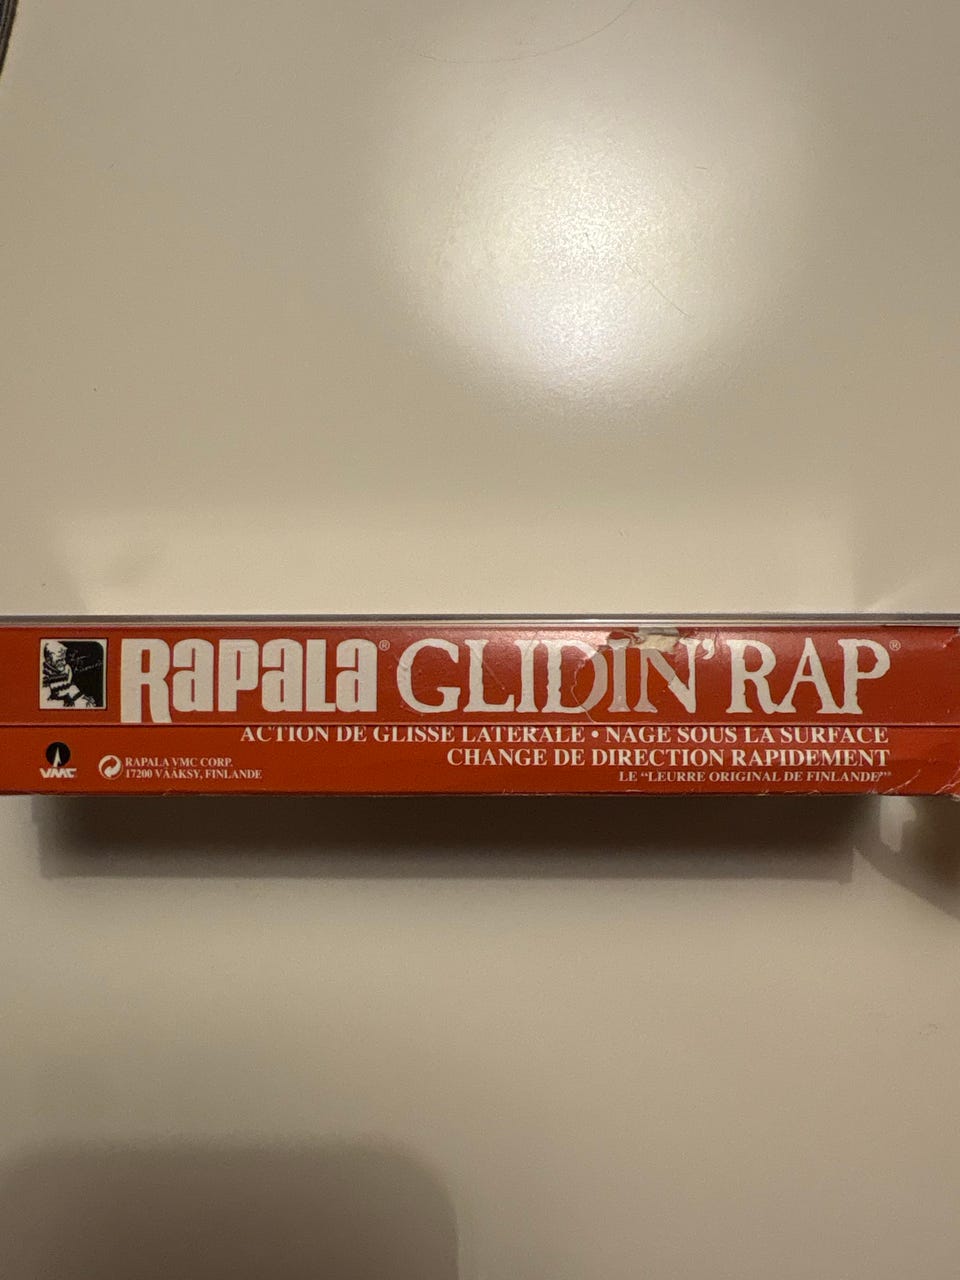 RAPALA® GLIDIN'RAP®
ACTION DE GLISSE LATÉRALE • NAGE SOUS LA SURFACE
CHANGE DE DIRECTION RAPIDEMENT
LE "LEURRE ORIGINAL DE FINLANDE"®
VMC
RAPALA VMC CORP.
17200 VÄÄKSY, FINLANDE